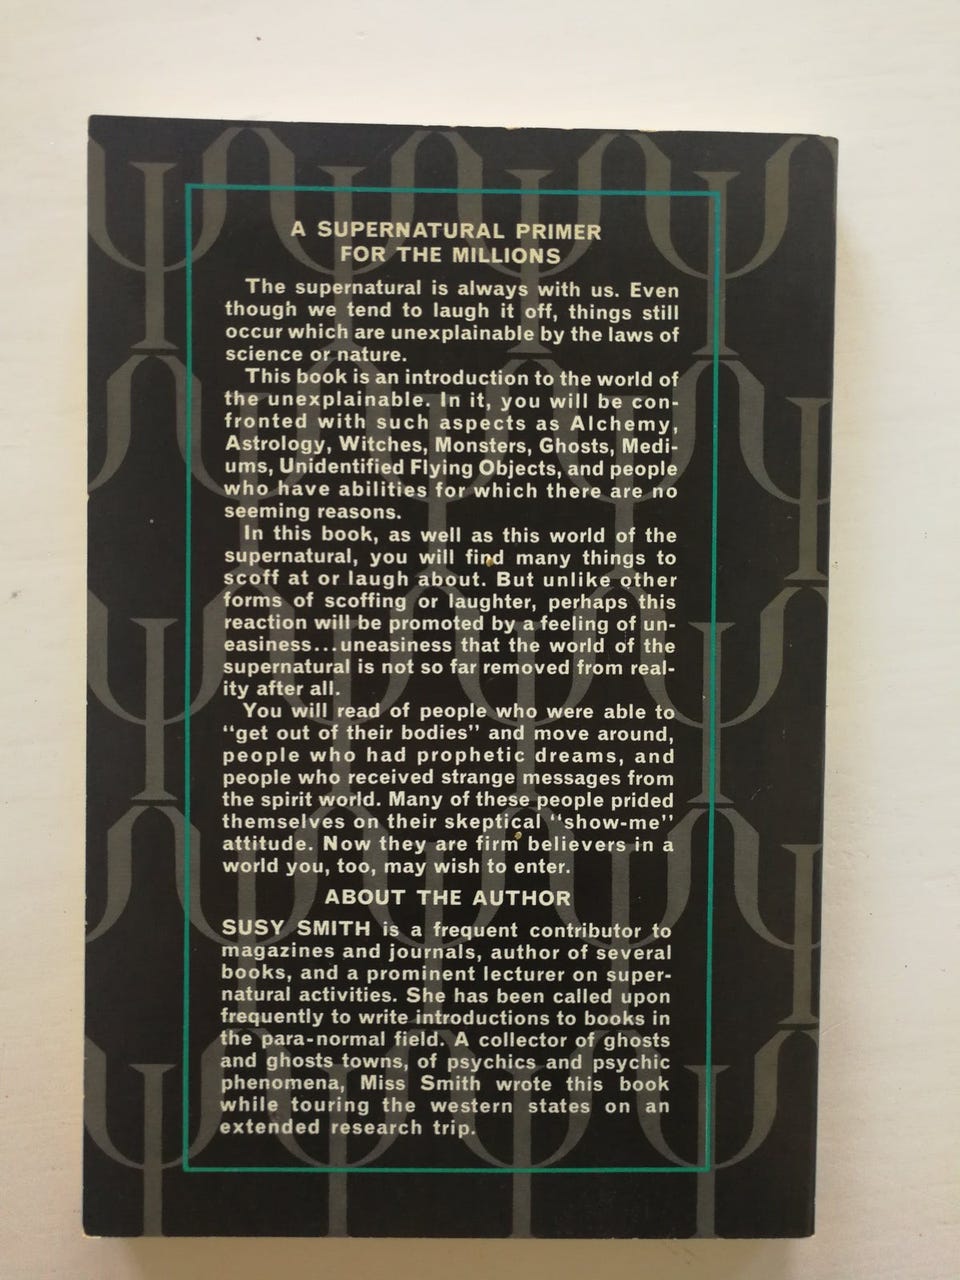 A SUPERNATURAL PRIMER
FOR THE MILLIONS
The supernatural is always with us. Even
though we tend to laugh it off, things still
occur which are unexplainable by the laws of
science or nature.
This book is an introduction to the world of
the unexplainable. In it, you will be con-
fronted with such aspects as Alchemy,
Astrology, Witches, Monsters, Ghosts, Medi-
ums, Unidentified Flying Objects, and people
who have abilities for which there are no
seeming reasons.
In this book, as well as this world of the
supernatural, you will find many things to
scoff at or laugh about. But unlike other
forms of scoffing or laughter, perhaps this
reaction will be promoted by a feeling of un-
easiness...uneasiness that the world of the
supernatural is not so far removed from real-
ity after all.
You will read of people who were able to
"get out of their bodies" and move around,
people who had prophetic dreams, and
people who received strange messages from
the spirit world. Many of these people prided
themselves on their skeptical "show-me"
attitude. Now they are firm believers in a
world you, too, may wish to enter.
ABOUT THE AUTHOR
SUSY SMITH is a frequent contributor to
magazines and journals, author of several
books, and a prominent lecturer on super-
natural activities. She has been called upon
frequently to write introductions to books in
the para-normal field. A collector of ghosts
and ghosts towns, of psychics and psychic
phenomena, Miss Smith wrote this book
while touring the western states on an
extended research trip.